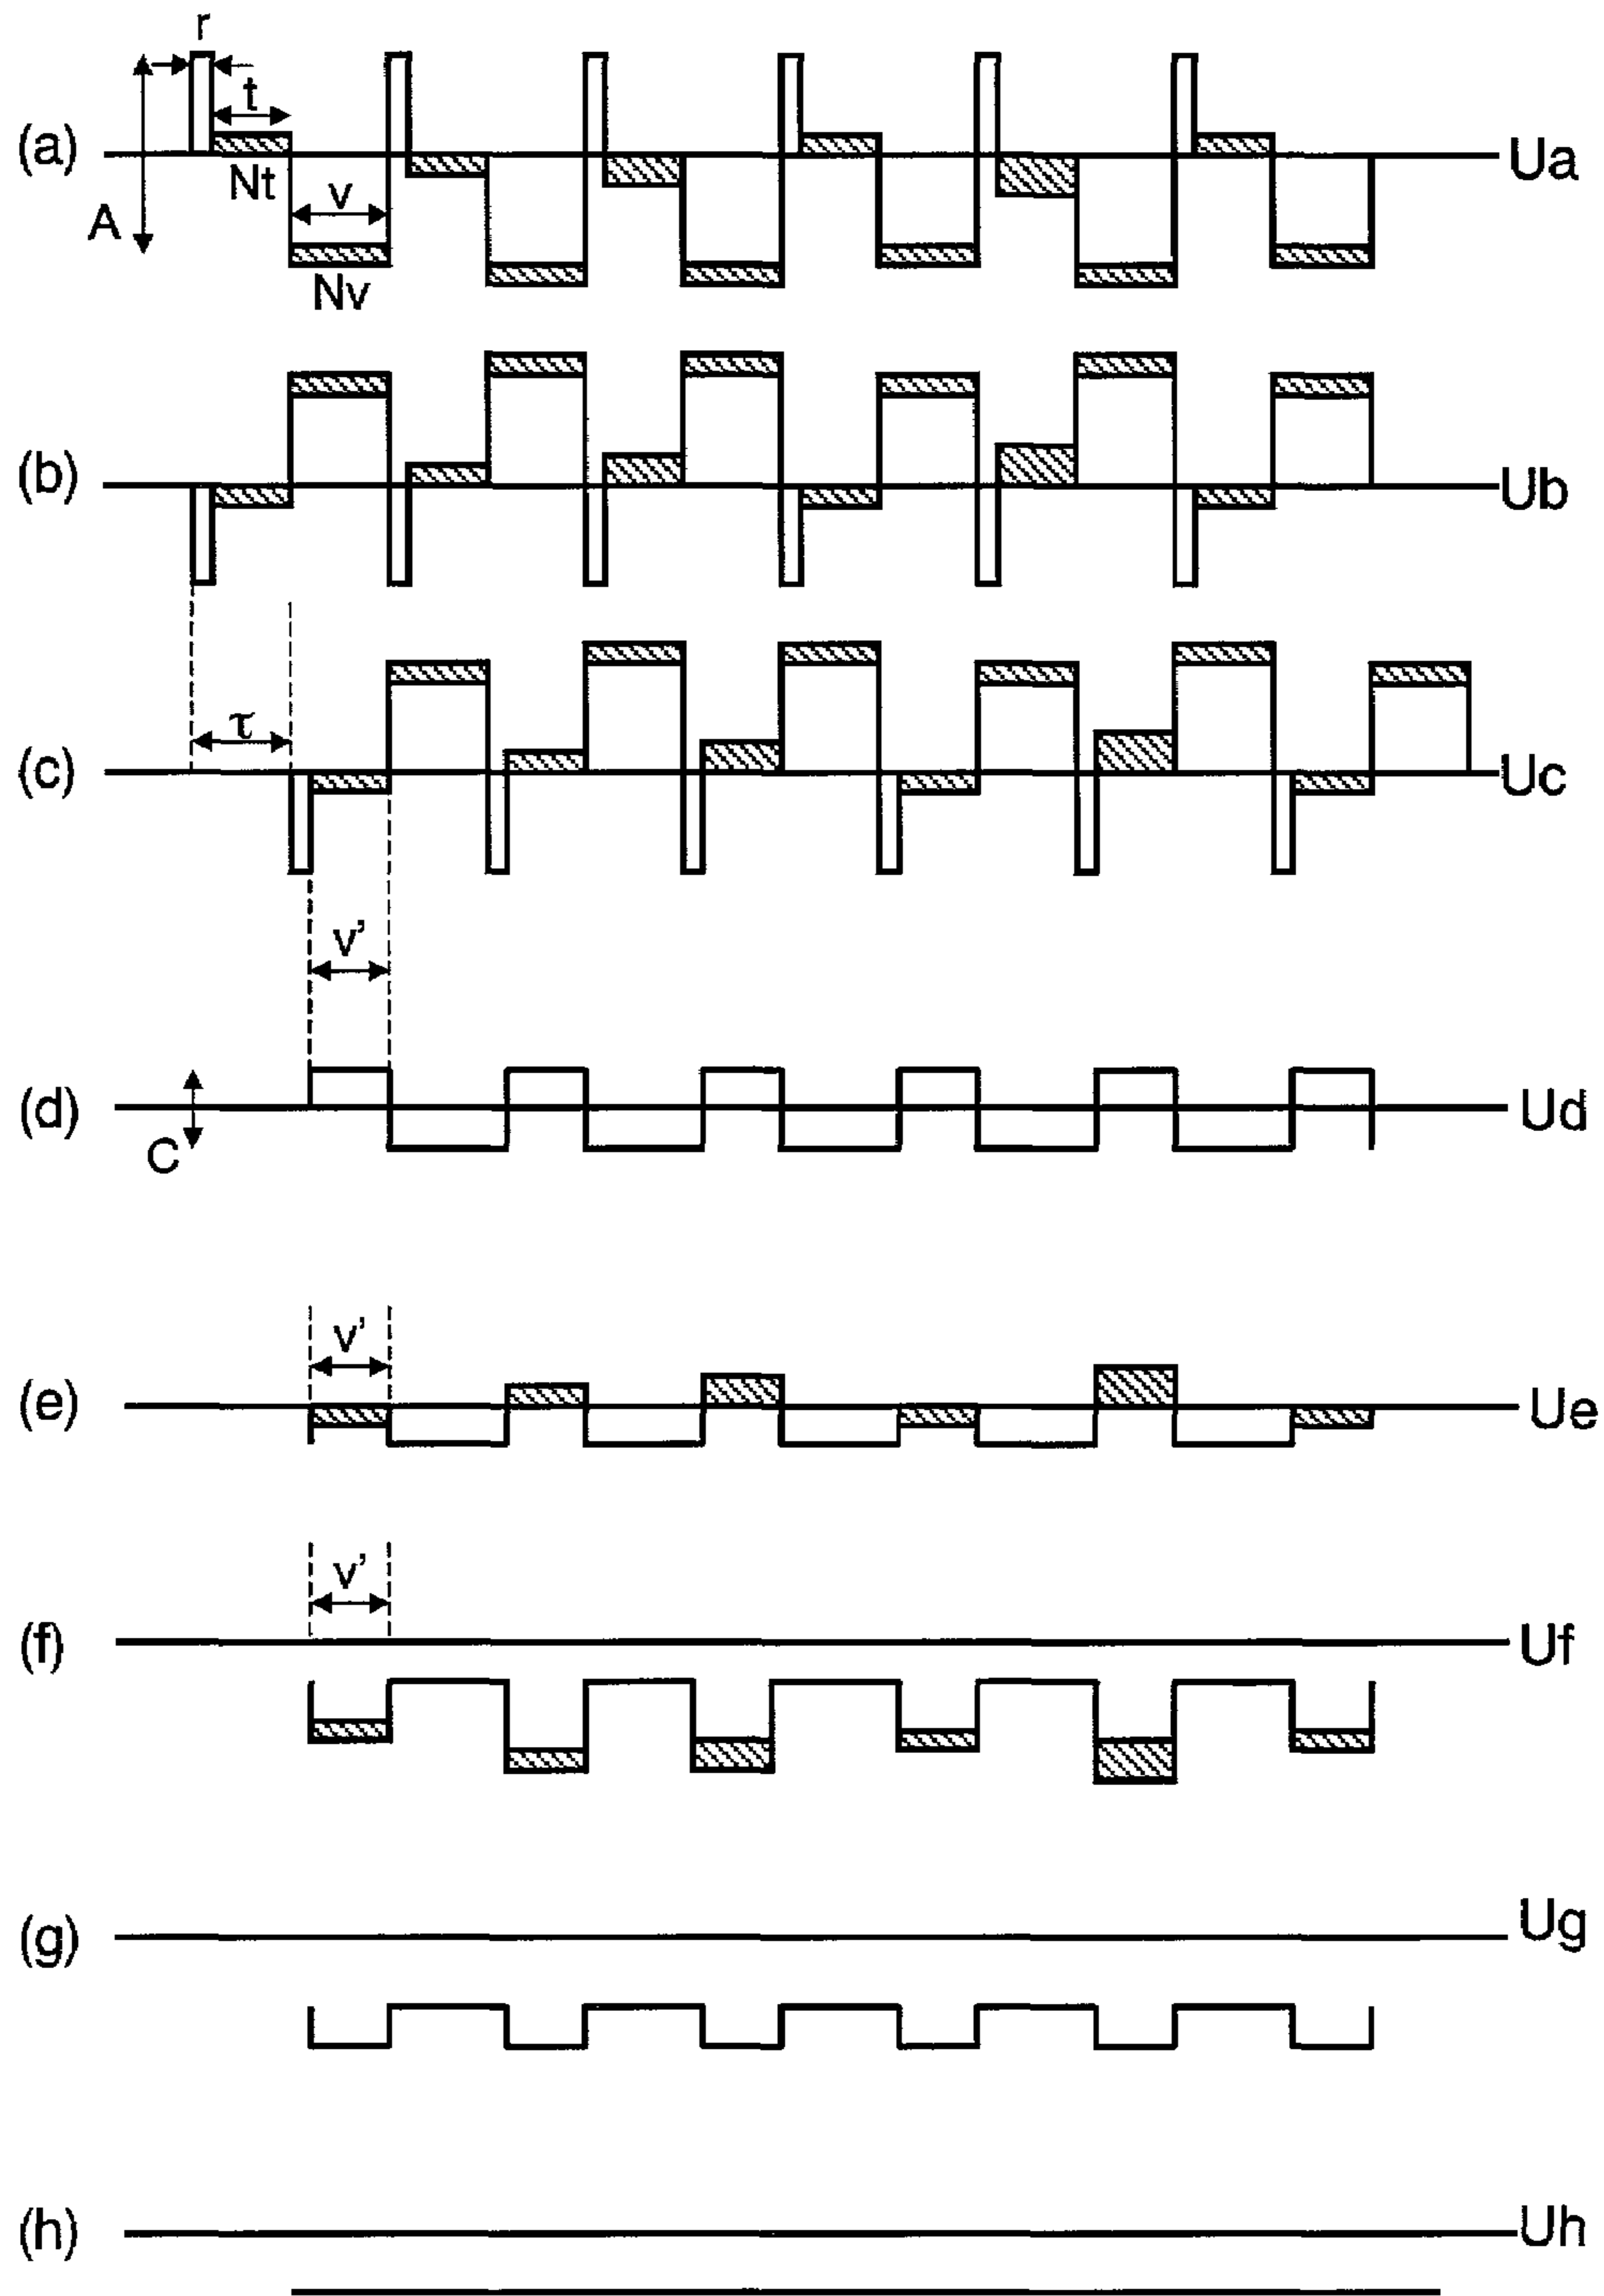 r
t
(a)
Nt
v
A
Nv
Ua
(b)
Ub
τ
(c)
Uc
v'
(d)
C
Ud
v'
(e)
Ue
v'
(f)
Uf
(g)
Ug
(h)
Uh